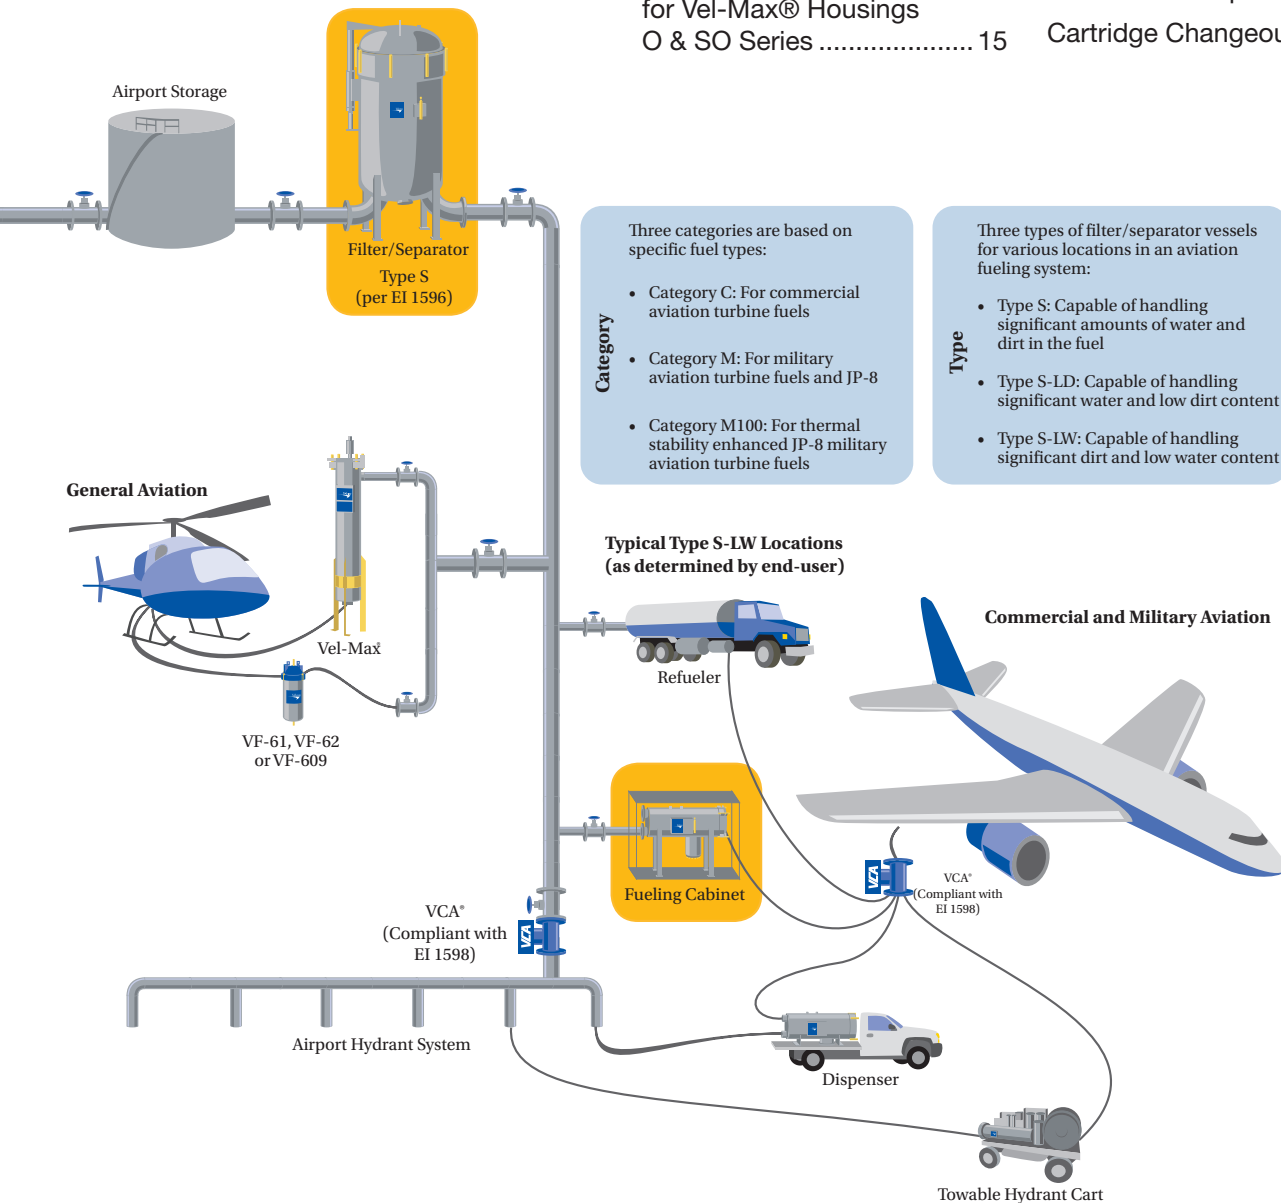 for Vel-Max® Housings
O & SO Series ..................... 15
Cartridge Changeou
Airport Storage
Filter/Separator
Type S
(per EI 1596)
Category
Three categories are based on
specific fuel types:
• Category C: For commercial
aviation turbine fuels
• Category M: For military
aviation turbine fuels and JP-8
• Category M100: For thermal
stability enhanced JP-8 military
aviation turbine fuels
Type
Three types of filter/separator vessels
for various locations in an aviation
fueling system:
• Type S: Capable of handling
significant amounts of water and
dirt in the fuel
• Type S-LD: Capable of handling
significant water and low dirt content
• Type S-LW: Capable of handling
significant dirt and low water content
General Aviation
Vel-Max®
VF-61, VF-62
or VF-609
Typical Type S-LW Locations
(as determined by end-user)
Refueler
Commercial and Military Aviation
Fueling Cabinet
VCA
VCA®
(Compliant with
EI 1598)
VCA®
(Compliant with
EI 1598)
VCA
Airport Hydrant System
Dispenser
Towable Hydrant Cart